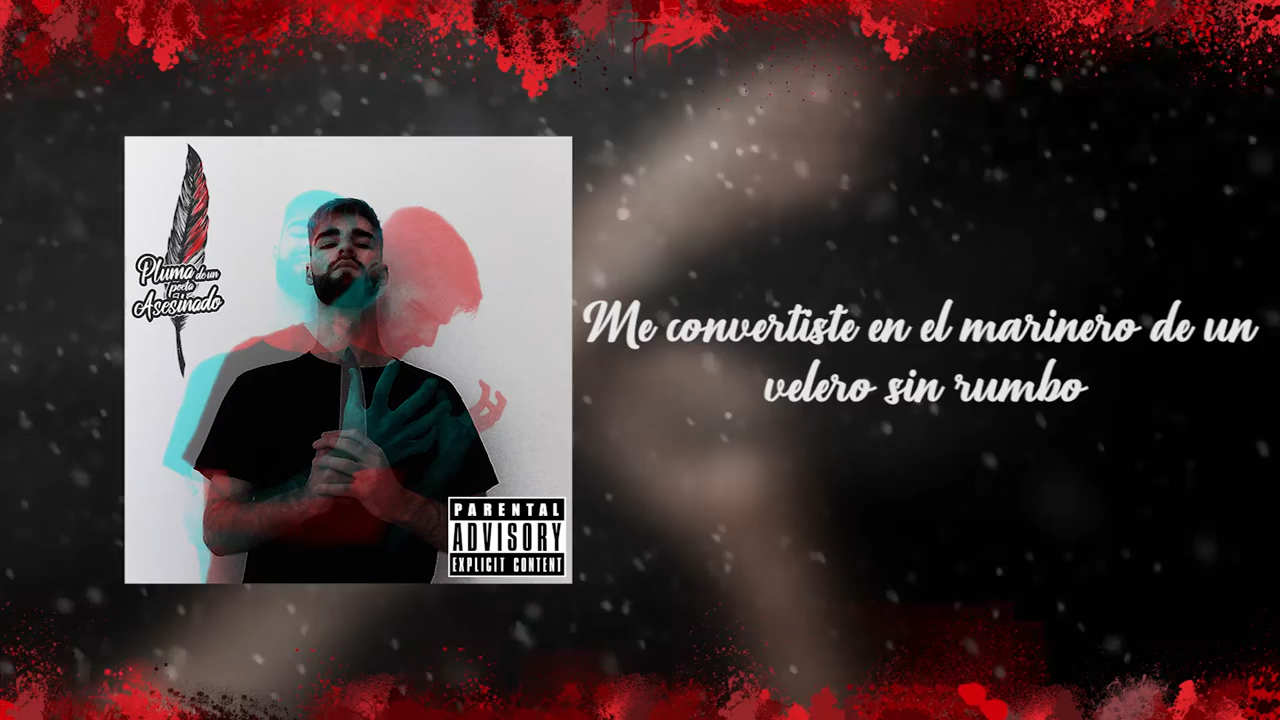 Pluma de un
poeta
Asesinado
PARENTAL
ADVISORY
EXPLICIT CONTENT
Me convertiste en el marinero de un
velero sin rumbo